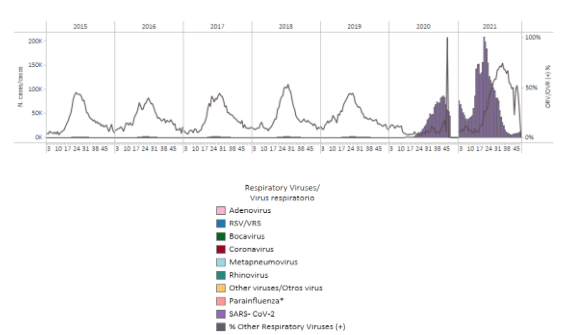 2015 2016 2017 2018 2019 2020 2021
200K 100%
150K
100K 50%
50K
0K 0%
N. cases/casos
ORV/OVR (+) %
3 10 17 24 31 38 45 3 10 17 24 31 38 45 3 10 17 24 31 38 45 3 10 17 24 31 38 45 3 10 17 24 31 38 45 3 10 17 24 31 38 45 3 10 17 24 31 38 45
Respiratory Viruses/
Virus respiratorio
Adenovirus
RSV/VRS
Bocavirus
Coronavirus
Metapneumovirus
Rhinovirus
Other viruses/Otros virus
Parainfluenza*
SARS- CoV-2
% Other Respiratory Viruses (+)